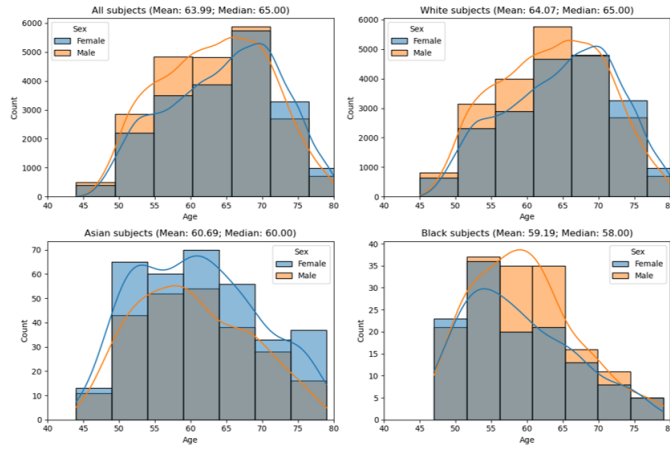 All subjects (Mean: 63.99; Median: 65.00)
Sex
Female
Male
6000
5000
4000
3000
2000
1000
0
Count
40 45 50 55 60 65 70 75 80
Age
White subjects (Mean: 64.07; Median: 65.00)
Sex
Female
Male
6000
5000
4000
3000
2000
1000
0
Count
40 45 50 55 60 65 70 75 80
Age
Asian subjects (Mean: 60.69; Median: 60.00)
Sex
Female
Male
70
60
50
40
30
20
10
0
Count
40 45 50 55 60 65 70 75 80
Age
Black subjects (Mean: 59.19; Median: 58.00)
Sex
Female
Male
40
35
30
25
20
15
10
5
0
Count
40 45 50 55 60 65 70 75 80
Age